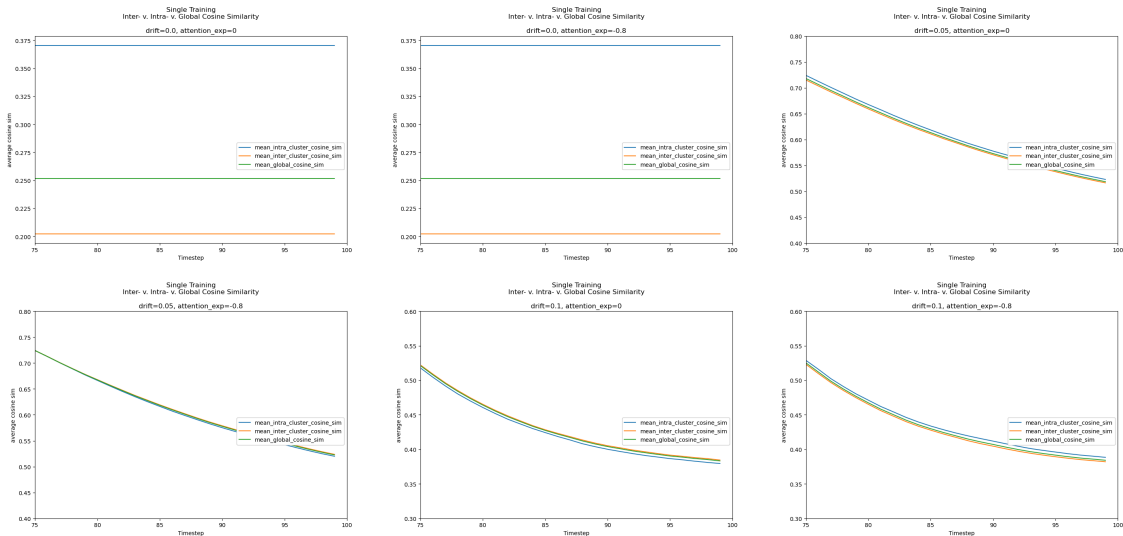 Single Training
Inter- v. Intra- v. Global Cosine Similarity
drift=0.0, attention_exp=0
average cosine sim
0.375
0.350
0.325
0.300
0.275
0.250
0.225
0.200
mean_intra_cluster_cosine_sim
mean_inter_cluster_cosine_sim
mean_global_cosine_sim
75 80 85 90 95 100
Timestep
Single Training
Inter- v. Intra- v. Global Cosine Similarity
drift=0.0, attention_exp=-0.8
average cosine sim
0.375
0.350
0.325
0.300
0.275
0.250
0.225
0.200
mean_intra_cluster_cosine_sim
mean_inter_cluster_cosine_sim
mean_global_cosine_sim
75 80 85 90 95 100
Timestep
Single Training
Inter- v. Intra- v. Global Cosine Similarity
drift=0.05, attention_exp=0
average cosine sim
0.80
0.75
0.70
0.65
0.60
0.55
0.50
0.45
0.40
mean_intra_cluster_cosine_sim
mean_inter_cluster_cosine_sim
mean_global_cosine_sim
75 80 85 90 95 100
Timestep
Single Training
Inter- v. Intra- v. Global Cosine Similarity
drift=0.05, attention_exp=-0.8
average cosine sim
0.80
0.75
0.70
0.65
0.60
0.55
0.50
0.45
0.40
mean_intra_cluster_cosine_sim
mean_inter_cluster_cosine_sim
mean_global_cosine_sim
75 80 85 90 95 100
Timestep
Single Training
Inter- v. Intra- v. Global Cosine Similarity
drift=0.1, attention_exp=0
average cosine sim
0.60
0.55
0.50
0.45
0.40
0.35
0.30
mean_intra_cluster_cosine_sim
mean_inter_cluster_cosine_sim
mean_global_cosine_sim
75 80 85 90 95 100
Timestep
Single Training
Inter- v. Intra- v. Global Cosine Similarity
drift=0.1, attention_exp=-0.8
average cosine sim
0.60
0.55
0.50
0.45
0.40
0.35
0.30
mean_intra_cluster_cosine_sim
mean_inter_cluster_cosine_sim
mean_global_cosine_sim
75 80 85 90 95 100
Timestep